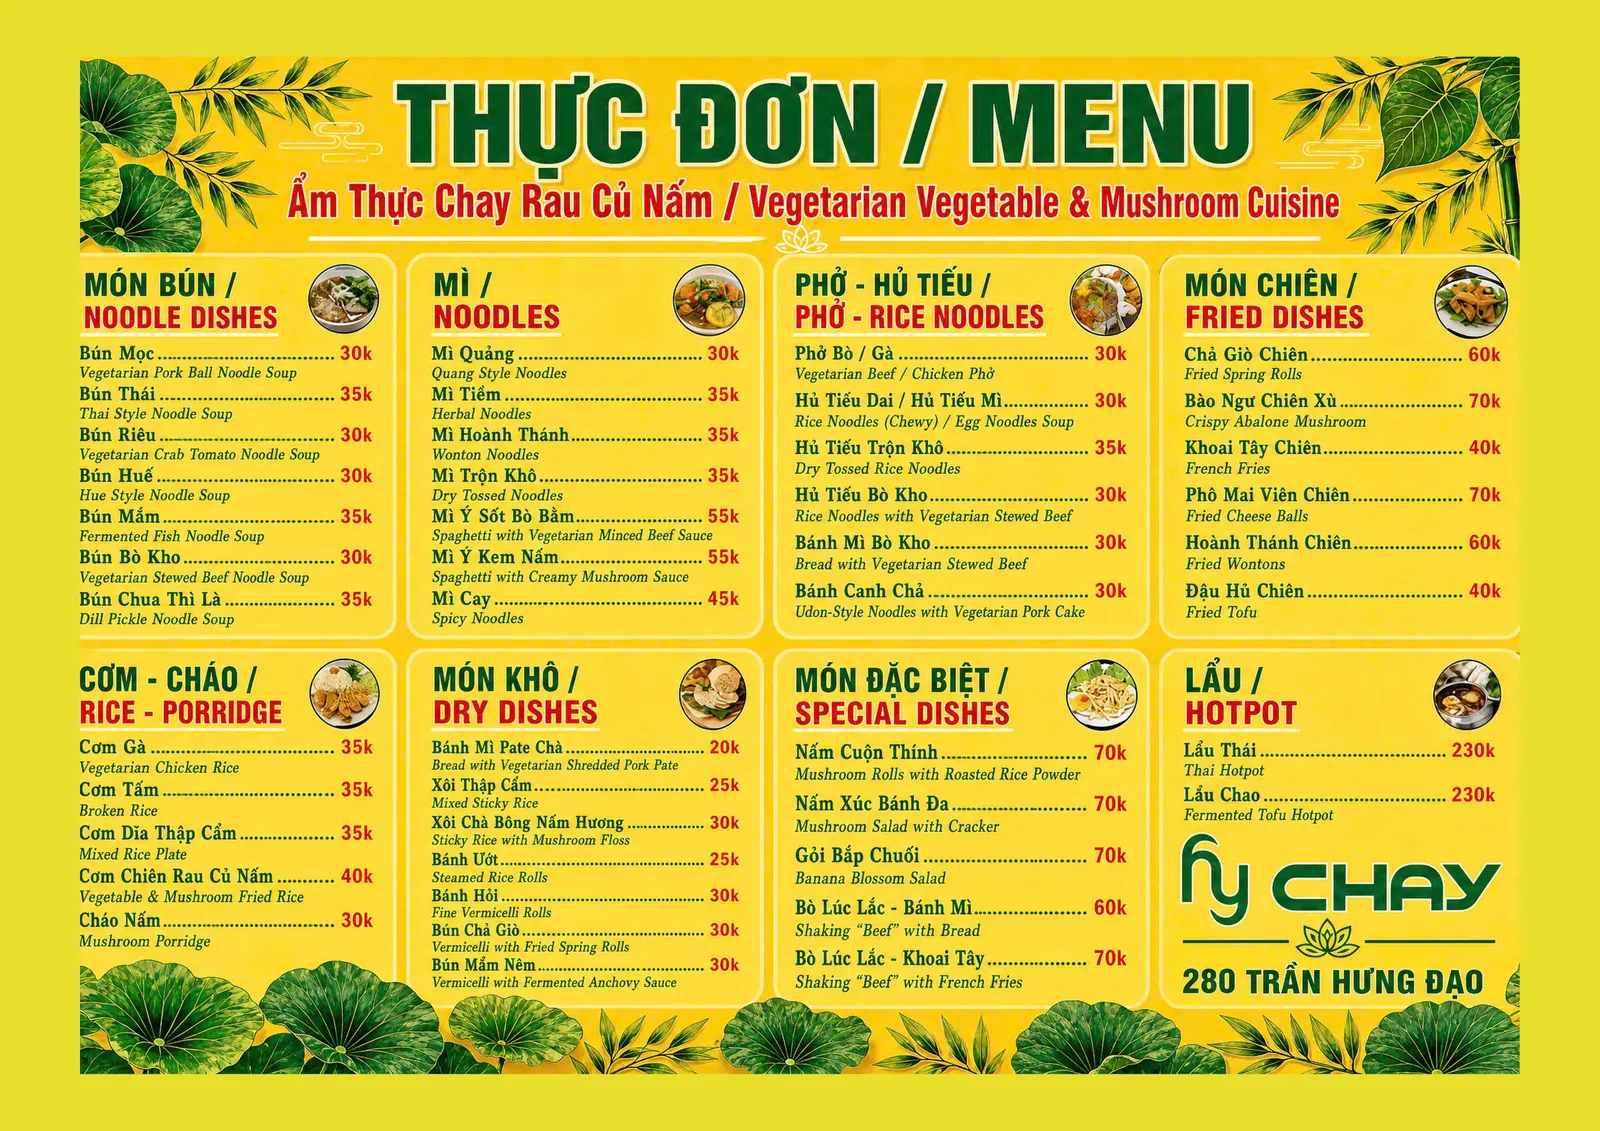 THỰC ĐƠN / MENU
Ẩm Thực Chay Rau Củ Nấm / Vegetarian Vegetable & Mushroom Cuisine
MÓN BÚN /
NOODLE DISHES
Bún Mọc 30k
Vegetarian Pork Ball Noodle Soup
Bún Thái 35k
Thai Style Noodle Soup
Bún Riêu 30k
Vegetarian Crab Tomato Noodle Soup
Bún Huế 30k
Hue Style Noodle Soup
Bún Mắm 35k
Fermented Fish Noodle Soup
Bún Bò Kho 30k
Vegetarian Stewed Beef Noodle Soup
Bún Chua Thì Là 35k
Dill Pickle Noodle Soup
MÌ /
NOODLES
Mì Quảng 30k
Quang Style Noodles
Mì Tiềm 35k
Herbal Noodles
Mì Hoành Thánh 35k
Wonton Noodles
Mì Trộn Khô 35k
Dry Tossed Noodles
Mì Ý Sốt Bò Bằm 55k
Spaghetti with Vegetarian Minced Beef Sauce
Mì Ý Kem Nấm 55k
Spaghetti with Creamy Mushroom Sauce
Mì Cay 45k
Spicy Noodles
PHỞ - HỦ TIẾU /
PHỞ - RICE NOODLES
Phở Bò / Gà 30k
Vegetarian Beef / Chicken Phở
Hủ Tiếu Dai / Hủ Tiếu Mì 30k
Rice Noodles (Chewy) / Egg Noodles Soup
Hủ Tiếu Trộn Khô 35k
Dry Tossed Rice Noodles
Hủ Tiếu Bò Kho 30k
Rice Noodles with Vegetarian Stewed Beef
Bánh Mì Bò Kho 30k
Bread with Vegetarian Stewed Beef
Bánh Canh Chả 30k
Udon-Style Noodles with Vegetarian Pork Cake
MÓN CHIÊN /
FRIED DISHES
Chả Giò Chiên 60k
Fried Spring Rolls
Bào Ngư Chiên Xù 70k
Crispy Abalone Mushroom
Khoai Tây Chiên 40k
French Fries
Phô Mai Viên Chiên 70k
Fried Cheese Balls
Hoành Thánh Chiên 60k
Fried Wontons
Đậu Hủ Chiên 40k
Fried Tofu
CƠM - CHÁO /
RICE - PORRIDGE
Cơm Gà 35k
Vegetarian Chicken Rice
Cơm Tấm 35k
Broken Rice
Cơm Dĩa Thập Cẩm 35k
Mixed Rice Plate
Cơm Chiên Rau Củ Nấm 40k
Vegetable & Mushroom Fried Rice
Cháo Nấm 30k
Mushroom Porridge
MÓN KHÔ /
DRY DISHES
Bánh Mì Pate Chà 20k
Bread with Vegetarian Shredded Pork Pate
Xôi Thập Cẩm 25k
Mixed Sticky Rice
Xôi Chà Bông Nấm Hương 30k
Sticky Rice with Mushroom Floss
Bánh Ướt 25k
Steamed Rice Rolls
Bánh Hỏi 30k
Fine Vermicelli Rolls
Bún Chả Giò 30k
Vermicelli with Fried Spring Rolls
Bún Mắm Nêm 30k
Vermicelli with Fermented Anchovy Sauce
MÓN ĐẶC BIỆT /
SPECIAL DISHES
Nấm Cuộn Thính 70k
Mushroom Rolls with Roasted Rice Powder
Nấm Xúc Bánh Đa 70k
Mushroom Salad with Cracker
Gỏi Bắp Chuối 70k
Banana Blossom Salad
Bò Lúc Lắc - Bánh Mì 60k
Shaking “Beef” with Bread
Bò Lúc Lắc - Khoai Tây 70k
Shaking “Beef” with French Fries
LẨU /
HOTPOT
Lẩu Thái 230k
Thai Hotpot
Lẩu Chao 230k
Fermented Tofu Hotpot
hy CHAY
280 TRẦN HƯNG ĐẠO